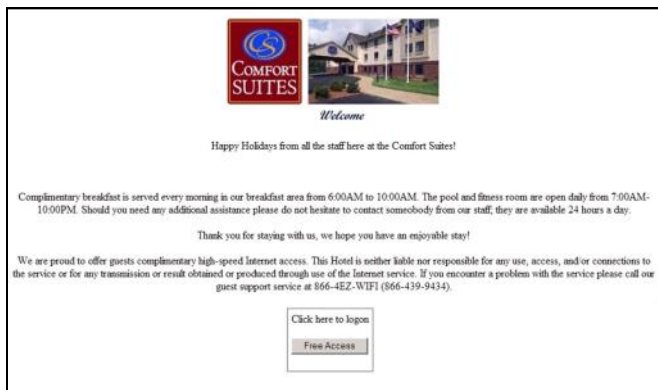 CS
COMFORT
SUITES
Welcome
Happy Holidays from all the staff here at the Comfort Suites!
Complimentary breakfast is served every morning in our breakfast area from 6:00AM to 10:00AM. The pool and fitness room are open daily from 7:00AM-
10:00PM. Should you need any additional assistance please do not hesitate to contact someobody from our staff; they are available 24 hours a day.
Thank you for staying with us, we hope you have an enjoyable stay!
We are proud to offer guests complimentary high-speed Internet access. This Hotel is neither liable nor responsible for any use, access, and/or connections to
the service or for any transmission or result obtained or produced through use of the Internet service. If you encounter a problem with the service please call our
guest support service at 866-4EZ-WIFI (866-439-9434).
Click here to logon
Free Access